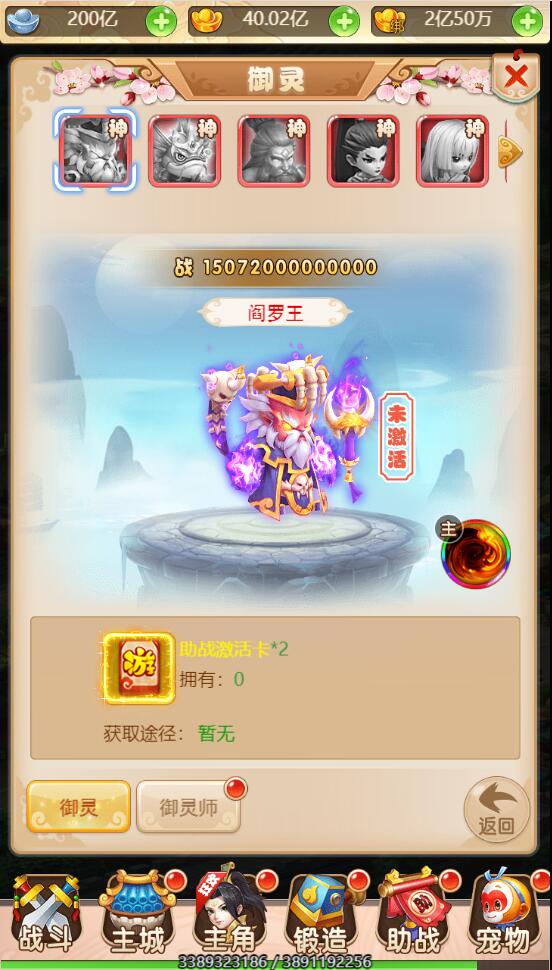 200亿
40.02亿
绑
2亿50万
御灵
神
神
神
神
神
战 15072000000000
阎罗王
未激活
主
游
助战激活卡*2
拥有：0
获取途径：暂无
御灵
御灵师
返回
战斗
主城
主角
锻造
助战
宠物
3389323186 / 3891192256